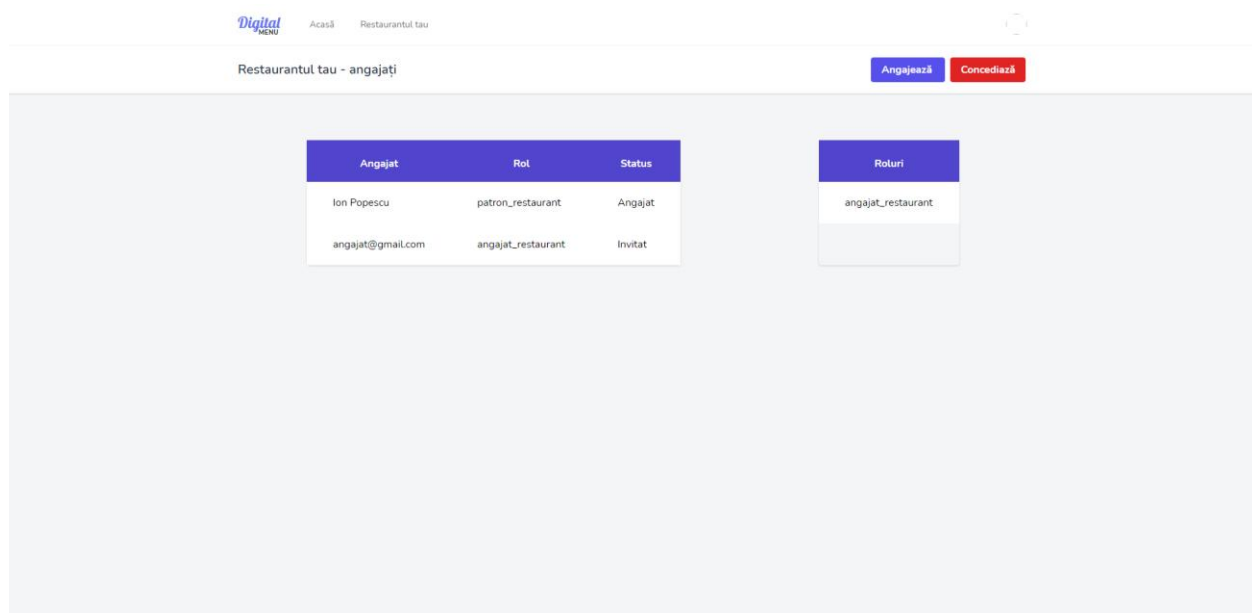 Digital
MENU
Acasă Restaurantul tau
Restaurantul tau - angajați
Angajează Concediază
Angajat Rol Status
Ion Popescu patron_restaurant Angajat
angajat@gmail.com angajat_restaurant Invitat
Roluri
angajat_restaurant